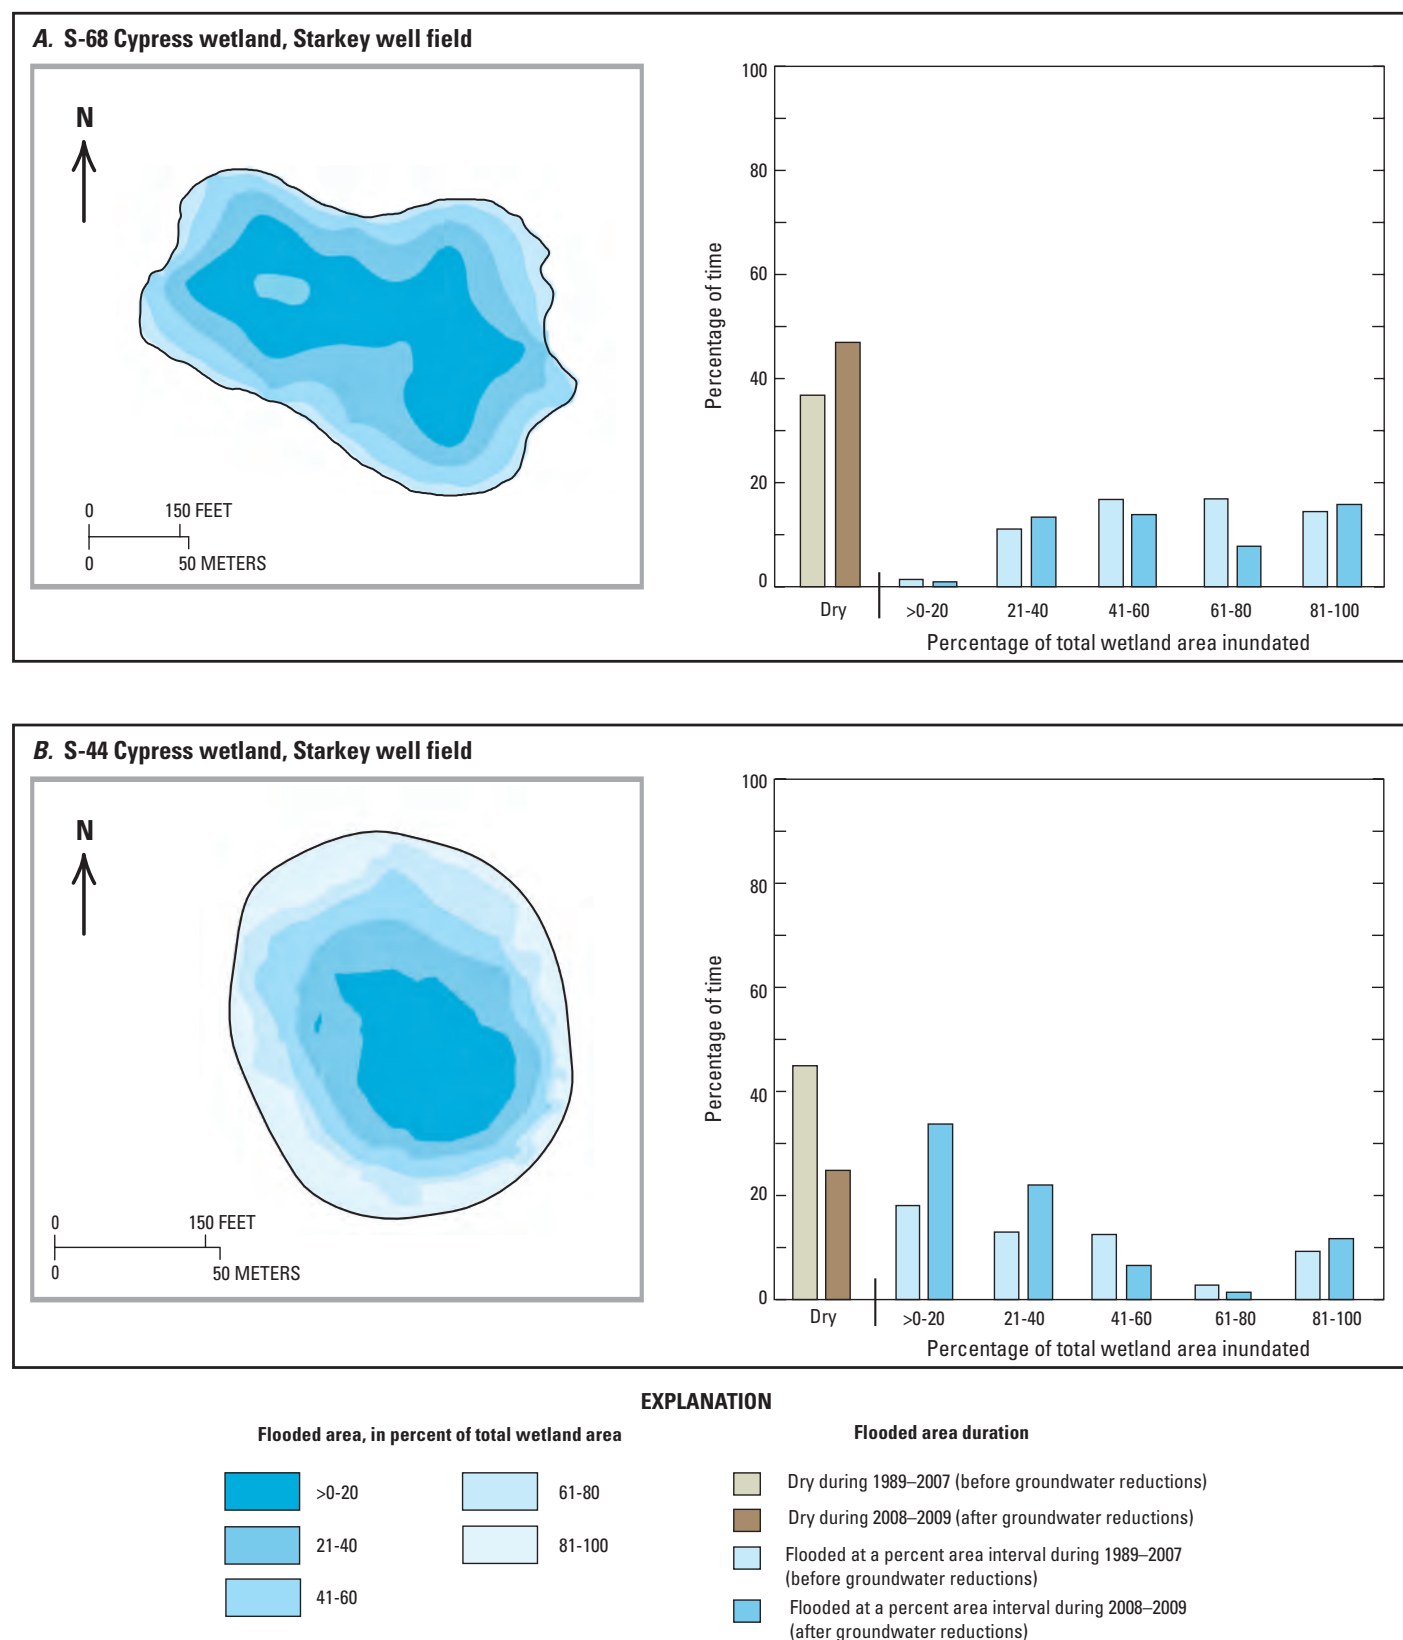 A. S-68 Cypress wetland, Starkey well field
N
0 150 FEET
0 50 METERS
100
80
60
40
20
0
Percentage of time
Dry >0-20 21-40 41-60 61-80 81-100
Percentage of total wetland area inundated
B. S-44 Cypress wetland, Starkey well field
N
0 150 FEET
0 50 METERS
100
80
60
40
20
0
Percentage of time
Dry >0-20 21-40 41-60 61-80 81-100
Percentage of total wetland area inundated
EXPLANATION
Flooded area, in percent of total wetland area
>0-20
21-40
41-60
61-80
81-100
Flooded area duration
Dry during 1989–2007 (before groundwater reductions)
Dry during 2008–2009 (after groundwater reductions)
Flooded at a percent area interval during 1989–2007
(before groundwater reductions)
Flooded at a percent area interval during 2008–2009
(after groundwater reductions)